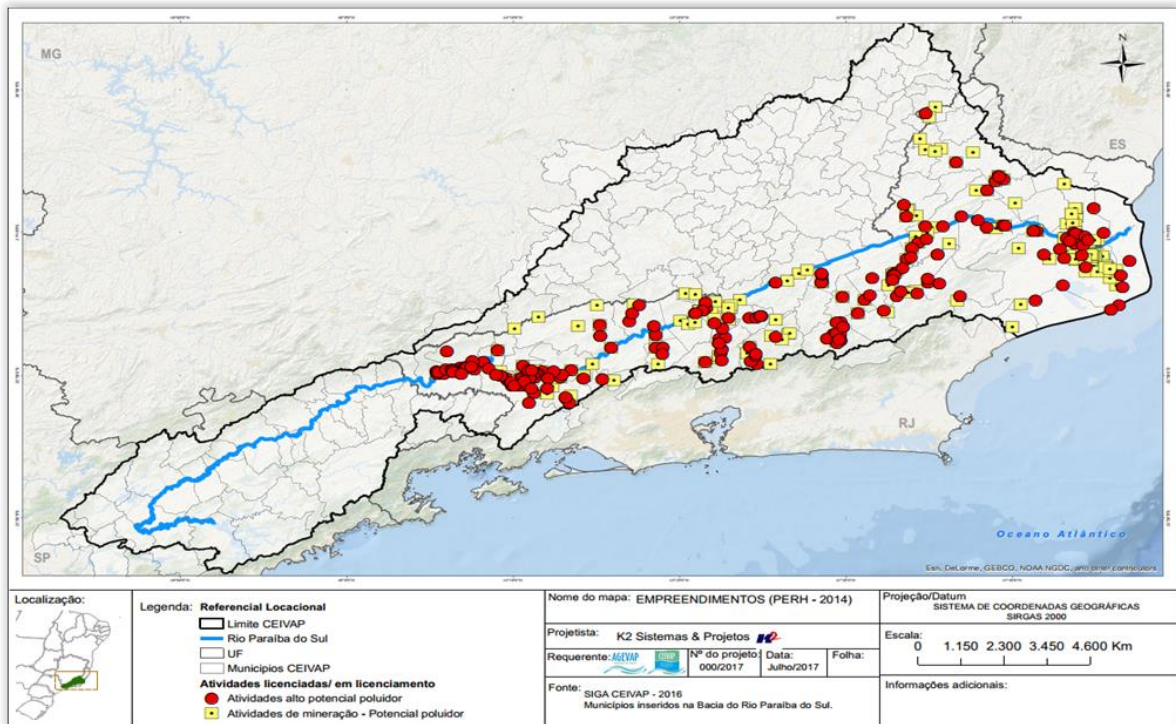 MG
N
ES
RJ
SP
Oceano Atlântico
Esri, DeLorme, GEBCO, NOAA NGDC, and other contributors
Localização:
Legenda: Referencial Locacional
Limite CEIVAP
Rio Paraíba do Sul
UF
Municípios CEIVAP
Atividades licenciadas/ em licenciamento
Atividades alto potencial poluidor
Atividades de mineração - Potencial poluidor
Nome do mapa: EMPREENDIMENTOS (PERH - 2014)
Projetista: K2 Sistemas & Projetos K2
Requerente: AGEVAP CEIVAP
Nº do projeto: 000/2017
Data: Julho/2017
Folha:
Fonte: SIGA CEIVAP - 2016
Municípios inseridos na Bacia do Rio Paraíba do Sul.
Projeção/Datum
SISTEMA DE COORDENADAS GEOGRÁFICAS
SIRGAS 2000
Escala:
0 1.150 2.300 3.450 4.600 Km
Informações adicionais: